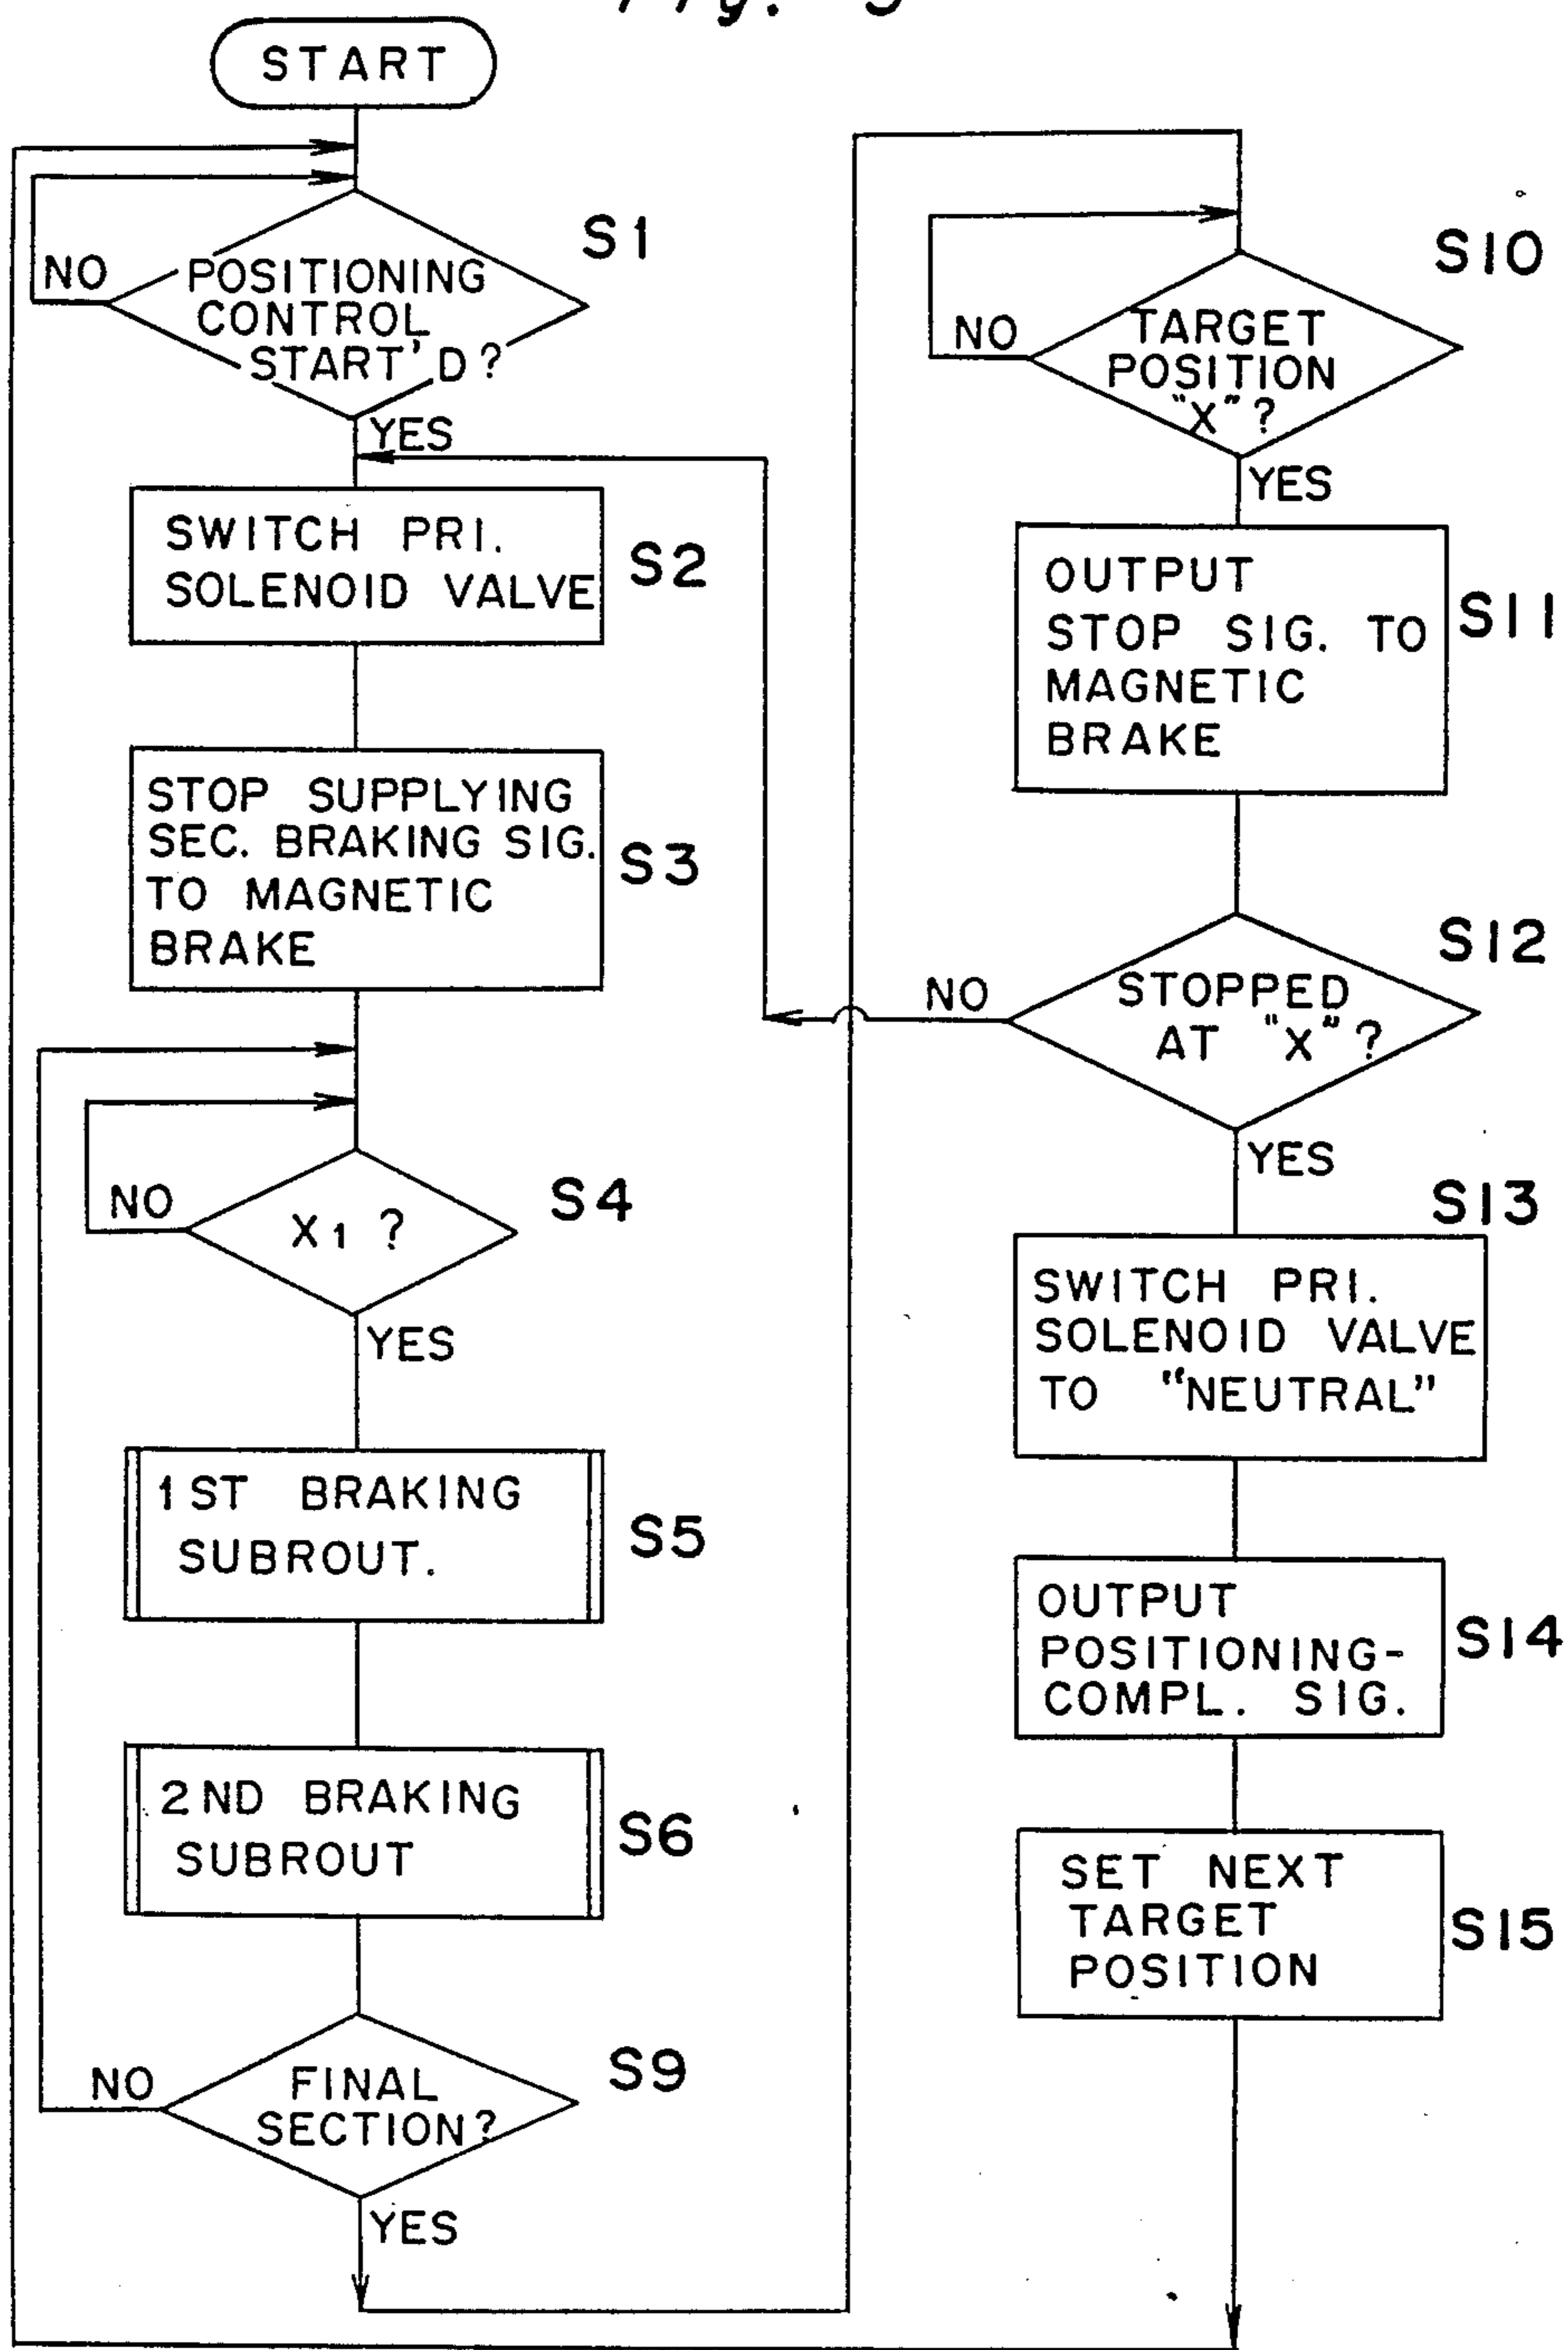 START
S1
NO
POSITIONING
CONTROL
START'D?
YES
SWITCH PRI.
SOLENOID VALVE
S2
STOP SUPPLYING
SEC. BRAKING SIG.
TO MAGNETIC
BRAKE
S3
NO
X1 ?
S4
YES
1ST BRAKING
SUBROUT.
S5
2ND BRAKING
SUBROUT
S6
NO
FINAL
SECTION?
S9
YES
S10
NO
TARGET
POSITION
"X"?
YES
OUTPUT
STOP SIG. TO
MAGNETIC
BRAKE
S11
S12
NO
STOPPED
AT "X"?
YES
S13
SWITCH PRI.
SOLENOID VALVE
TO "NEUTRAL"
OUTPUT
POSITIONING-
COMPL. SIG.
S14
SET NEXT
TARGET
POSITION
S15